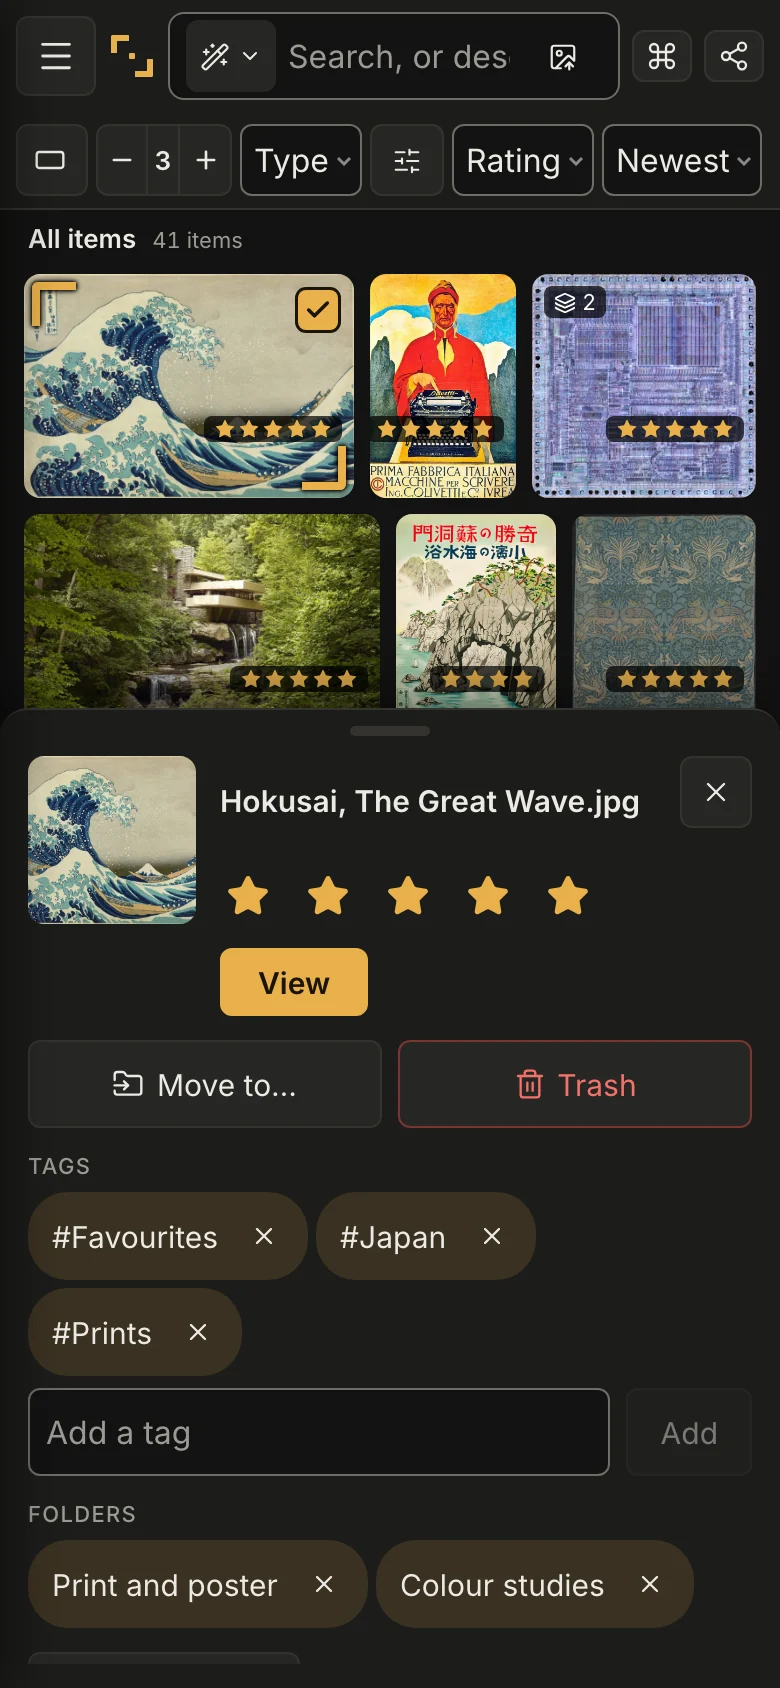 Search, or des
3
Type
Rating
Newest
All items 41 items
2
PRIMA FABBRICA ITALIANA
MACCHINE PER SCRIVERE
ING. C. OLIVETTI E C. IVREA
門洞蘇の勝奇
浴水海の濱小
Hokusai, The Great Wave.jpg
View
Move to...
Trash
TAGS
#Favourites
#Japan
#Prints
Add a tag
Add
FOLDERS
Print and poster
Colour studies